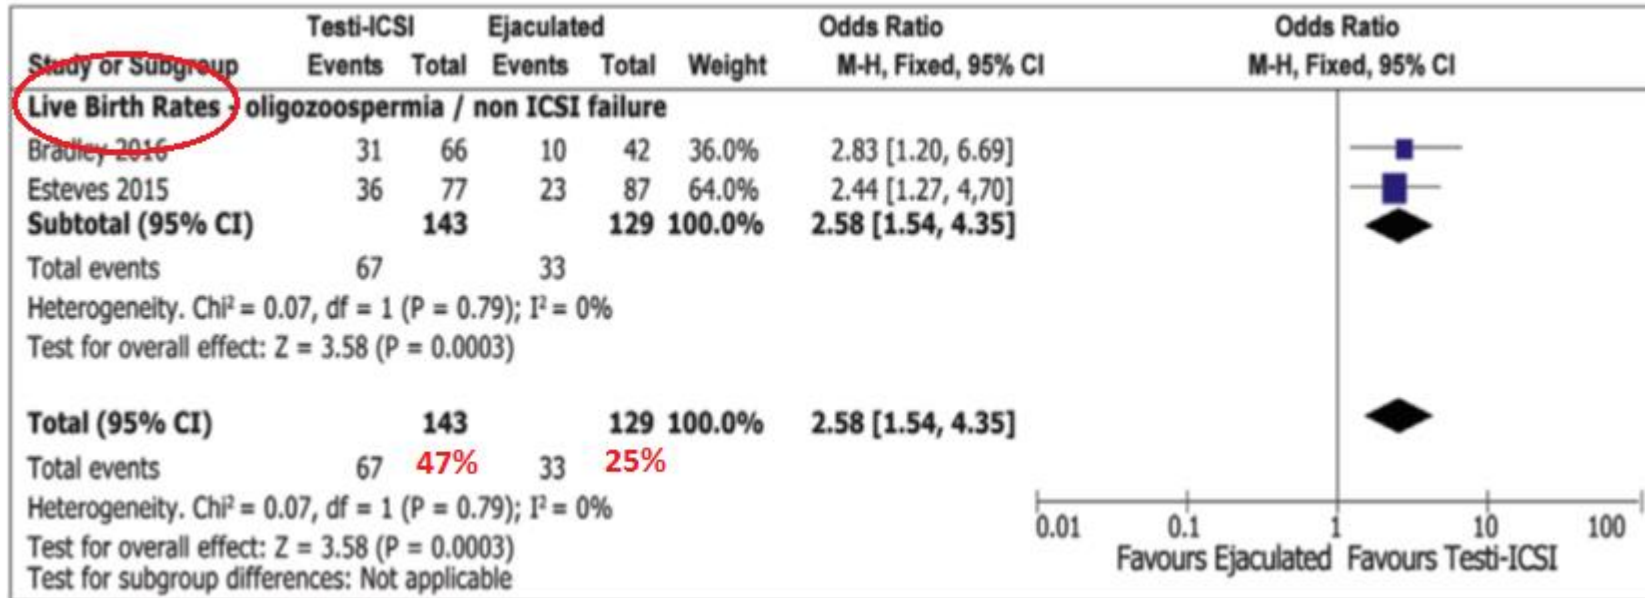 Testi-ICSI Ejaculated Odds Ratio Odds Ratio
Study or Subgroup Events Total Events Total Weight M-H, Fixed, 95% CI M-H, Fixed, 95% CI
Live Birth Rates - oligozoospermia / non ICSI failure
Bradley 2016 31 66 10 42 36.0% 2.83 [1.20, 6.69]
Esteves 2015 36 77 23 87 64.0% 2.44 [1.27, 4,70]
Subtotal (95% CI) 143 129 100.0% 2.58 [1.54, 4.35]
Total events 67 33
Heterogeneity. Chi² = 0.07, df = 1 (P = 0.79); I² = 0%
Test for overall effect: Z = 3.58 (P = 0.0003)
Total (95% CI) 143 129 100.0% 2.58 [1.54, 4.35]
Total events 67 47% 33 25%
Heterogeneity. Chi² = 0.07, df = 1 (P = 0.79); I² = 0%
Test for overall effect: Z = 3.58 (P = 0.0003)
Test for subgroup differences: Not applicable
0.01 0.1 1 10 100
Favours Ejaculated Favours Testi-ICSI